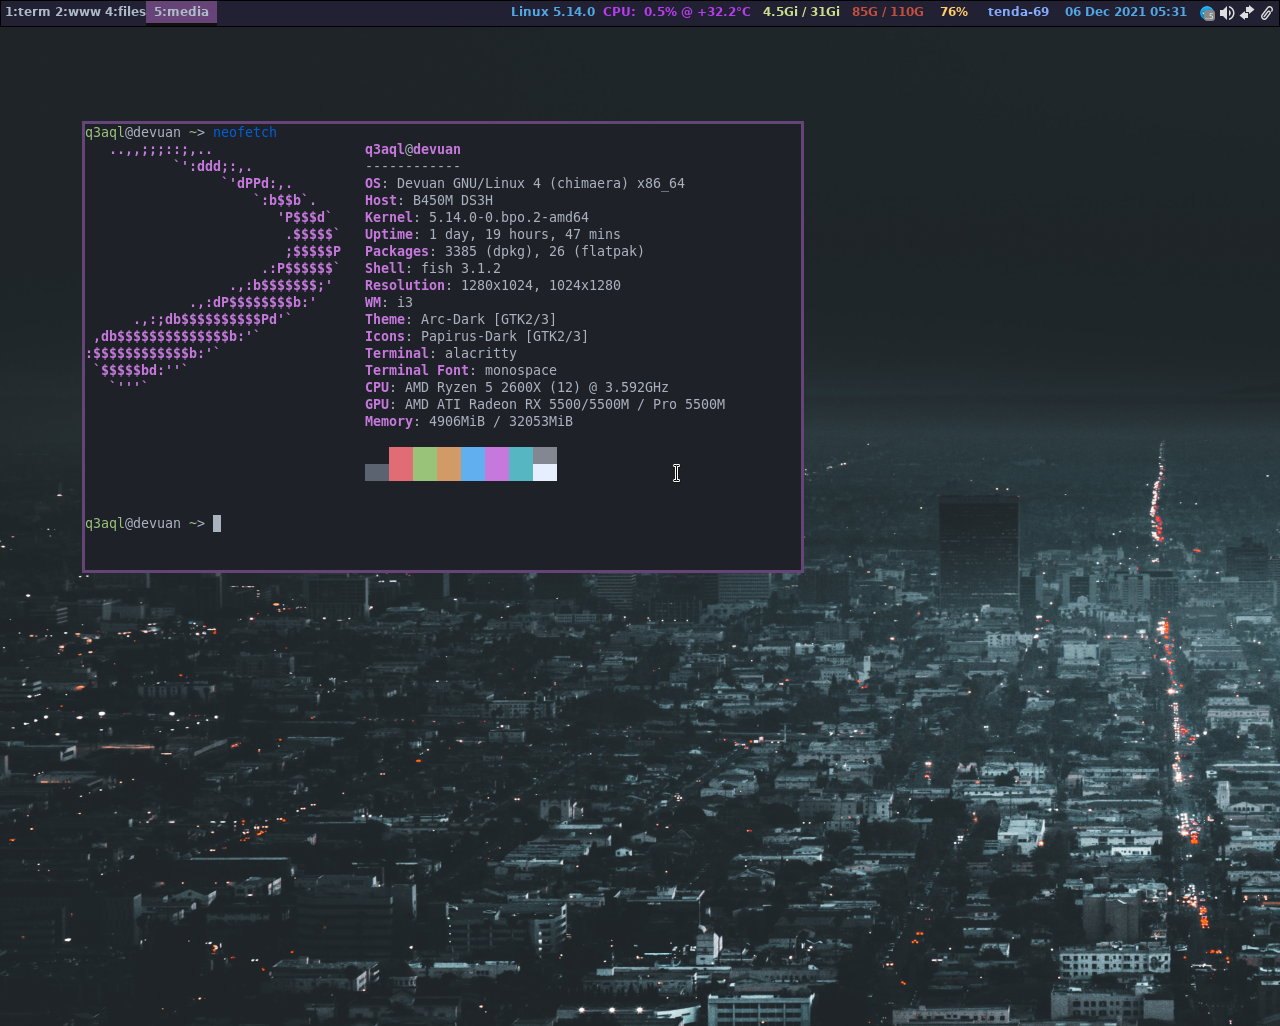 1:term 2:www 4:files 5:media Linux 5.14.0 CPU: 0.5% @ +32.2°C 4.5Gi / 31Gi 85G / 110G 76% tenda-69 06 Dec 2021 05:31
q3aql@devuan ~> neofetch
..,,;;;::;,.. q3aql@devuan
`':ddd;:,. ------------
`'dPPd:,. OS: Devuan GNU/Linux 4 (chimaera) x86_64
`:b$$b`. Host: B450M DS3H
'P$$$d` Kernel: 5.14.0-0.bpo.2-amd64
.$$$$$` Uptime: 1 day, 19 hours, 47 mins
;$$$$$P Packages: 3385 (dpkg), 26 (flatpak)
.:P$$$$$$` Shell: fish 3.1.2
.,:b$$$$$$$;' Resolution: 1280x1024, 1024x1280
.,:dP$$$$$$$$b:' WM: i3
.,:;db$$$$$$$$$$Pd'` Theme: Arc-Dark [GTK2/3]
,db$$$$$$$$$$$$$$b:'` Icons: Papirus-Dark [GTK2/3]
:$$$$$$$$$$$$b:'` Terminal: alacritty
`$$$$$bd:''` Terminal Font: monospace
`'''` CPU: AMD Ryzen 5 2600X (12) @ 3.592GHz
GPU: AMD ATI Radeon RX 5500/5500M / Pro 5500M
Memory: 4906MiB / 32053MiB
q3aql@devuan ~>